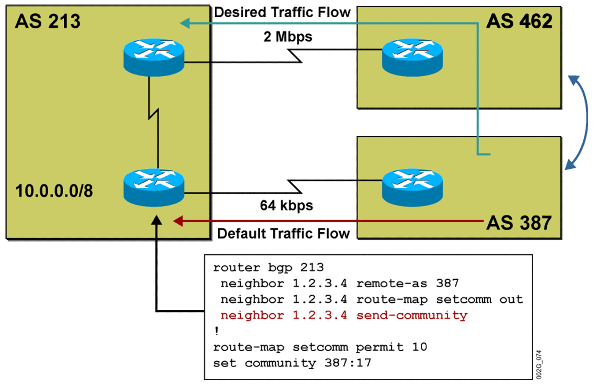 Desired Traffic Flow
AS 213
AS 462
2 Mbps
10.0.0.0/8
64 kbps
Default Traffic Flow
AS 387
router bgp 213
neighbor 1.2.3.4 remote-as 387
neighbor 1.2.3.4 route-map setcomm out
neighbor 1.2.3.4 send-community
!
route-map setcomm permit 10
set community 387:17
002G_074